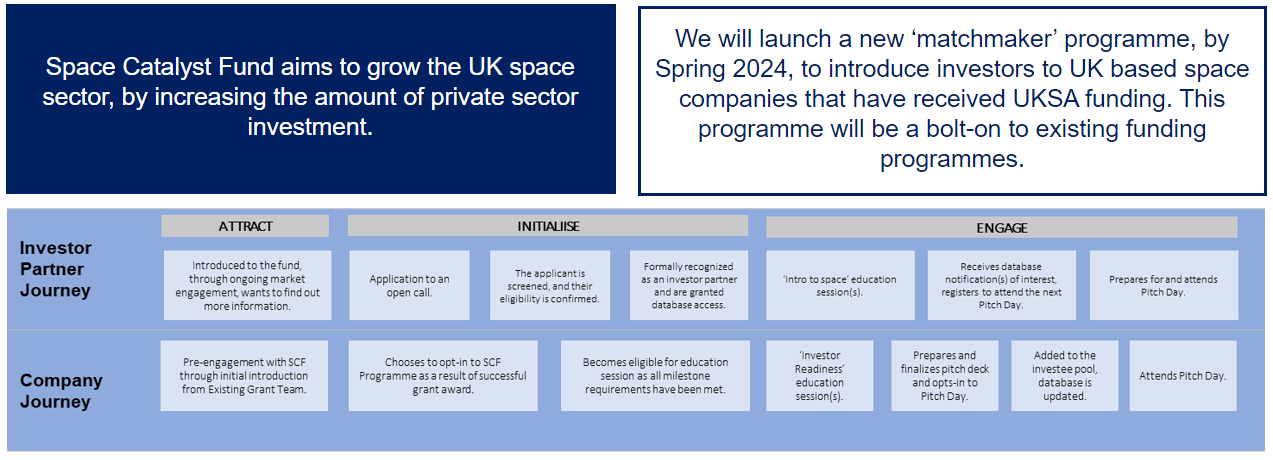 Space Catalyst Fund aims to grow the UK space
sector, by increasing the amount of private sector
investment.
We will launch a new ‘matchmaker’ programme, by
Spring 2024, to introduce investors to UK based space
companies that have received UKSA funding. This
programme will be a bolt-on to existing funding
programmes.
ATTRACT
INITIALIISE
ENGAGE
Investor
Partner
Journey
Introduced to the fund,
through ongoing market
engagement, wants to find out
more information.
Application to an
open call.
The applicant is
screened, and their
eligibility is confirmed.
Formally recognized
as an investor partner
and are granted
database access.
‘Intro to space’ education
session(s).
Receives database
notification(s) of interest,
registers to attend the next
Pitch Day.
Prepares for and attends
Pitch Day.
Company
Journey
Pre-engagement with SCF
through initial introduction
from Existing Grant Team.
Chooses to opt-in to SCF
Programme as a result of successful
grant award.
Becomes eligible for education
session as all milestone
requirements have been met.
‘Investor
Readiness’
education
session(s).
Prepares and
finalizes pitch deck
and opts-in to
Pitch Day.
Added to the
investee pool,
database is
updated.
Attends Pitch Day.